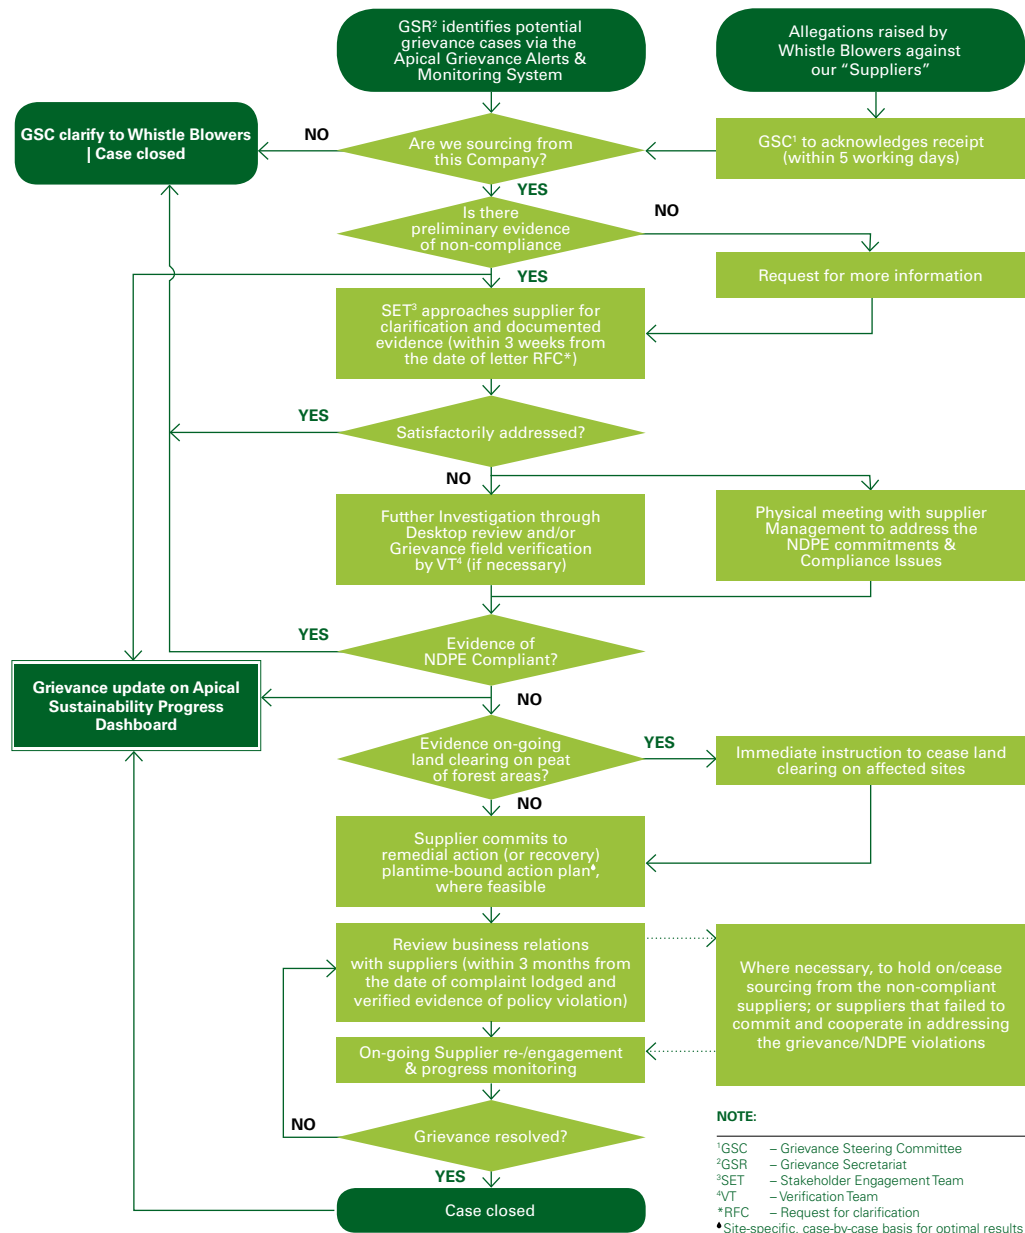 GSR² identifies potential
grievance cases via the
Apical Grievance Alerts &
Monitoring System
Allegations raised by
Whistle Blowers against
our “Suppliers”
GSC clarify to Whistle Blowers
| Case closed
NO
Are we sourcing from
this Company?
GSC¹ to acknowledges receipt
(within 5 working days)
YES
Is there
preliminary evidence
of non-compliance
NO
Request for more information
YES
SET³ approaches supplier for
clarification and documented
evidence (within 3 weeks from
the date of letter RFC*)
YES
Satisfactorily addressed?
NO
Futther Investigation through
Desktop review and/or
Grievance field verification
by VT⁴ (if necessary)
Physical meeting with supplier
Management to address the
NDPE commitments &
Compliance Issues
YES
Evidence of
NDPE Compliant?
Grievance update on Apical
Sustainability Progress
Dashboard
NO
Evidence on-going
land clearing on peat
of forest areas?
YES
Immediate instruction to cease land
clearing on affected sites
NO
Supplier commits to
remedial action (or recovery)
plantime-bound action plan♦,
where feasible
Review business relations
with suppliers (within 3 months from
the date of complaint lodged and
verified evidence of policy violation)
Where necessary, to hold on/cease
sourcing from the non-compliant
suppliers; or suppliers that failed to
commit and cooperate in addressing
the grievance/NDPE violations
On-going Supplier re-/engagement
& progress monitoring
NO
Grievance resolved?
YES
Case closed
NOTE:
¹GSC – Grievance Steering Committee
²GSR – Grievance Secretariat
³SET – Stakeholder Engagement Team
⁴VT – Verification Team
*RFC – Request for clarification
♦Site-specific, case-by-case basis for optimal results